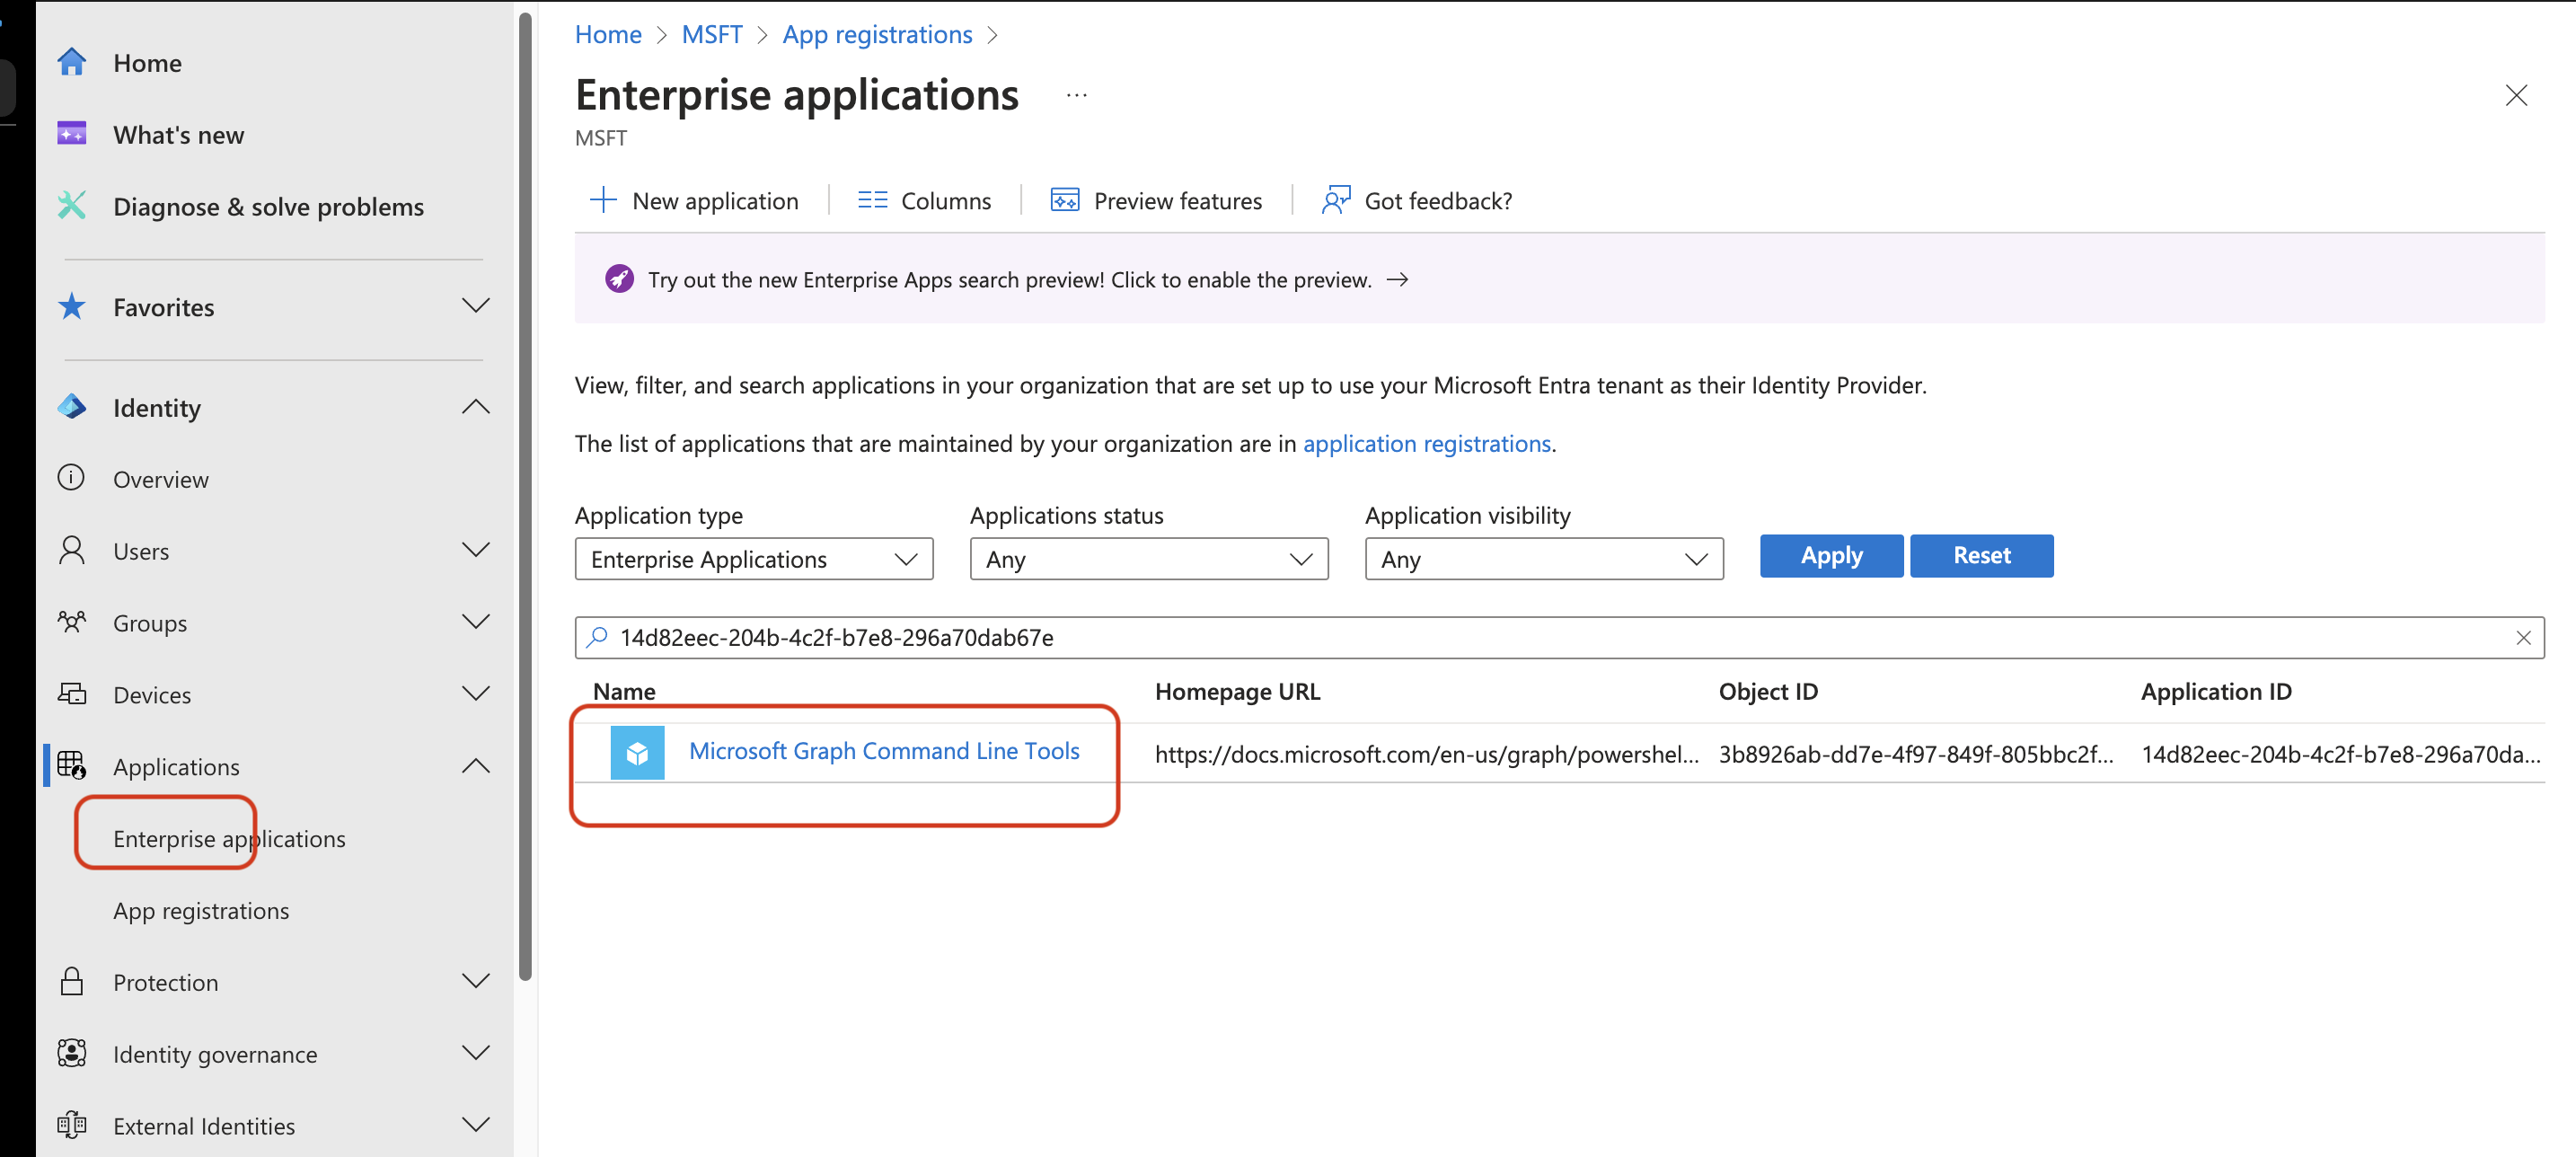 Home
What's new
Diagnose & solve problems
Favorites
Identity
Overview
Users
Groups
Devices
Applications
Enterprise applications
App registrations
Protection
Identity governance
External Identities
Home > MSFT > App registrations >
Enterprise applications ...
MSFT
New application
Columns
Preview features
Got feedback?
Try out the new Enterprise Apps search preview! Click to enable the preview. →
View, filter, and search applications in your organization that are set up to use your Microsoft Entra tenant as their Identity Provider.
The list of applications that are maintained by your organization are in application registrations.
Application type
Applications status
Application visibility
Enterprise Applications
Any
Any
Apply
Reset
14d82eec-204b-4c2f-b7e8-296a70dab67e
Name
Homepage URL
Object ID
Application ID
Microsoft Graph Command Line Tools
https://docs.microsoft.com/en-us/graph/powershel...
3b8926ab-dd7e-4f97-849f-805bbc2f...
14d82eec-204b-4c2f-b7e8-296a70da...